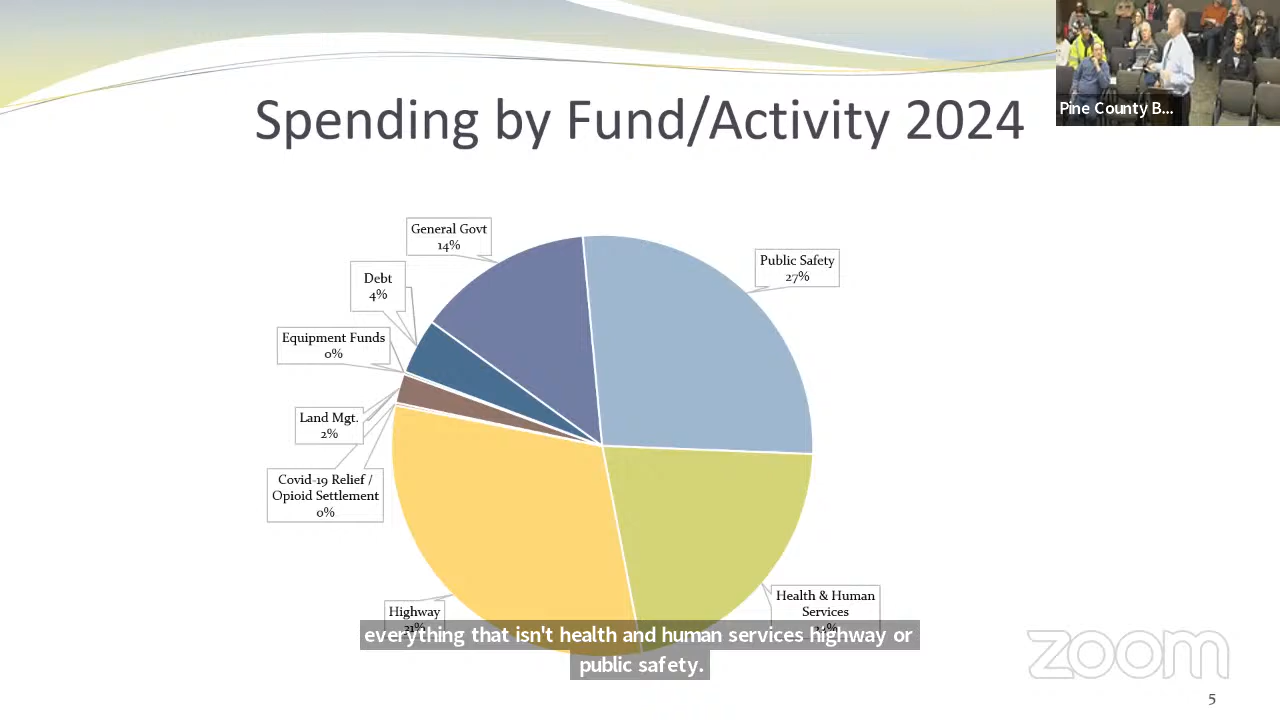 Pine County B...
Spending by Fund/Activity 2024
General Govt
14%
Public Safety
27%
Debt
4%
Equipment Funds
0%
Land Mgt.
2%
Covid-19 Relief /
Opioid Settlement
0%
Highway
31%
Health & Human
Services
everything that isn't health and human services highway or
public safety.
zoom
5